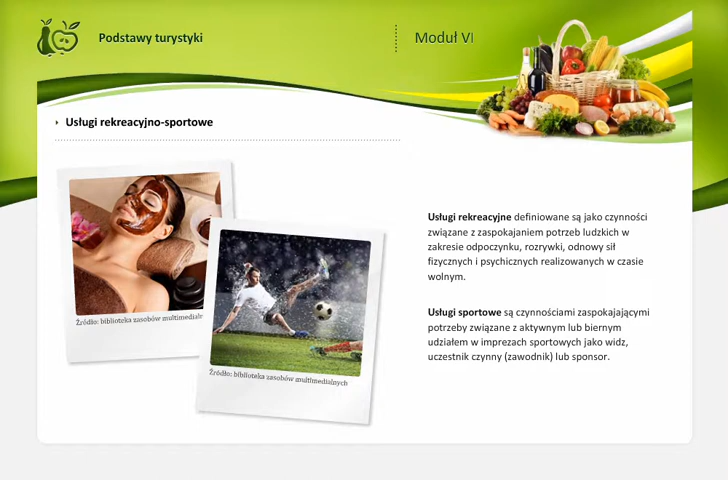 Podstawy turystyki
Moduł VI
Usługi rekreacyjno-sportowe
Źródło: biblioteka zasobów multimedialn
Źródło: biblioteka zasobów multimedialnych
Usługi rekreacyjne definiowane są jako czynności
związane z zaspokajaniem potrzeb ludzkich w
zakresie odpoczynku, rozrywki, odnowy sił
fizycznych i psychicznych realizowanych w czasie
wolnym.
Usługi sportowe są czynnościami zaspokajającymi
potrzeby związane z aktywnym lub biernym
udziałem w imprezach sportowych jako widz,
uczestnik czynny (zawodnik) lub sponsor.